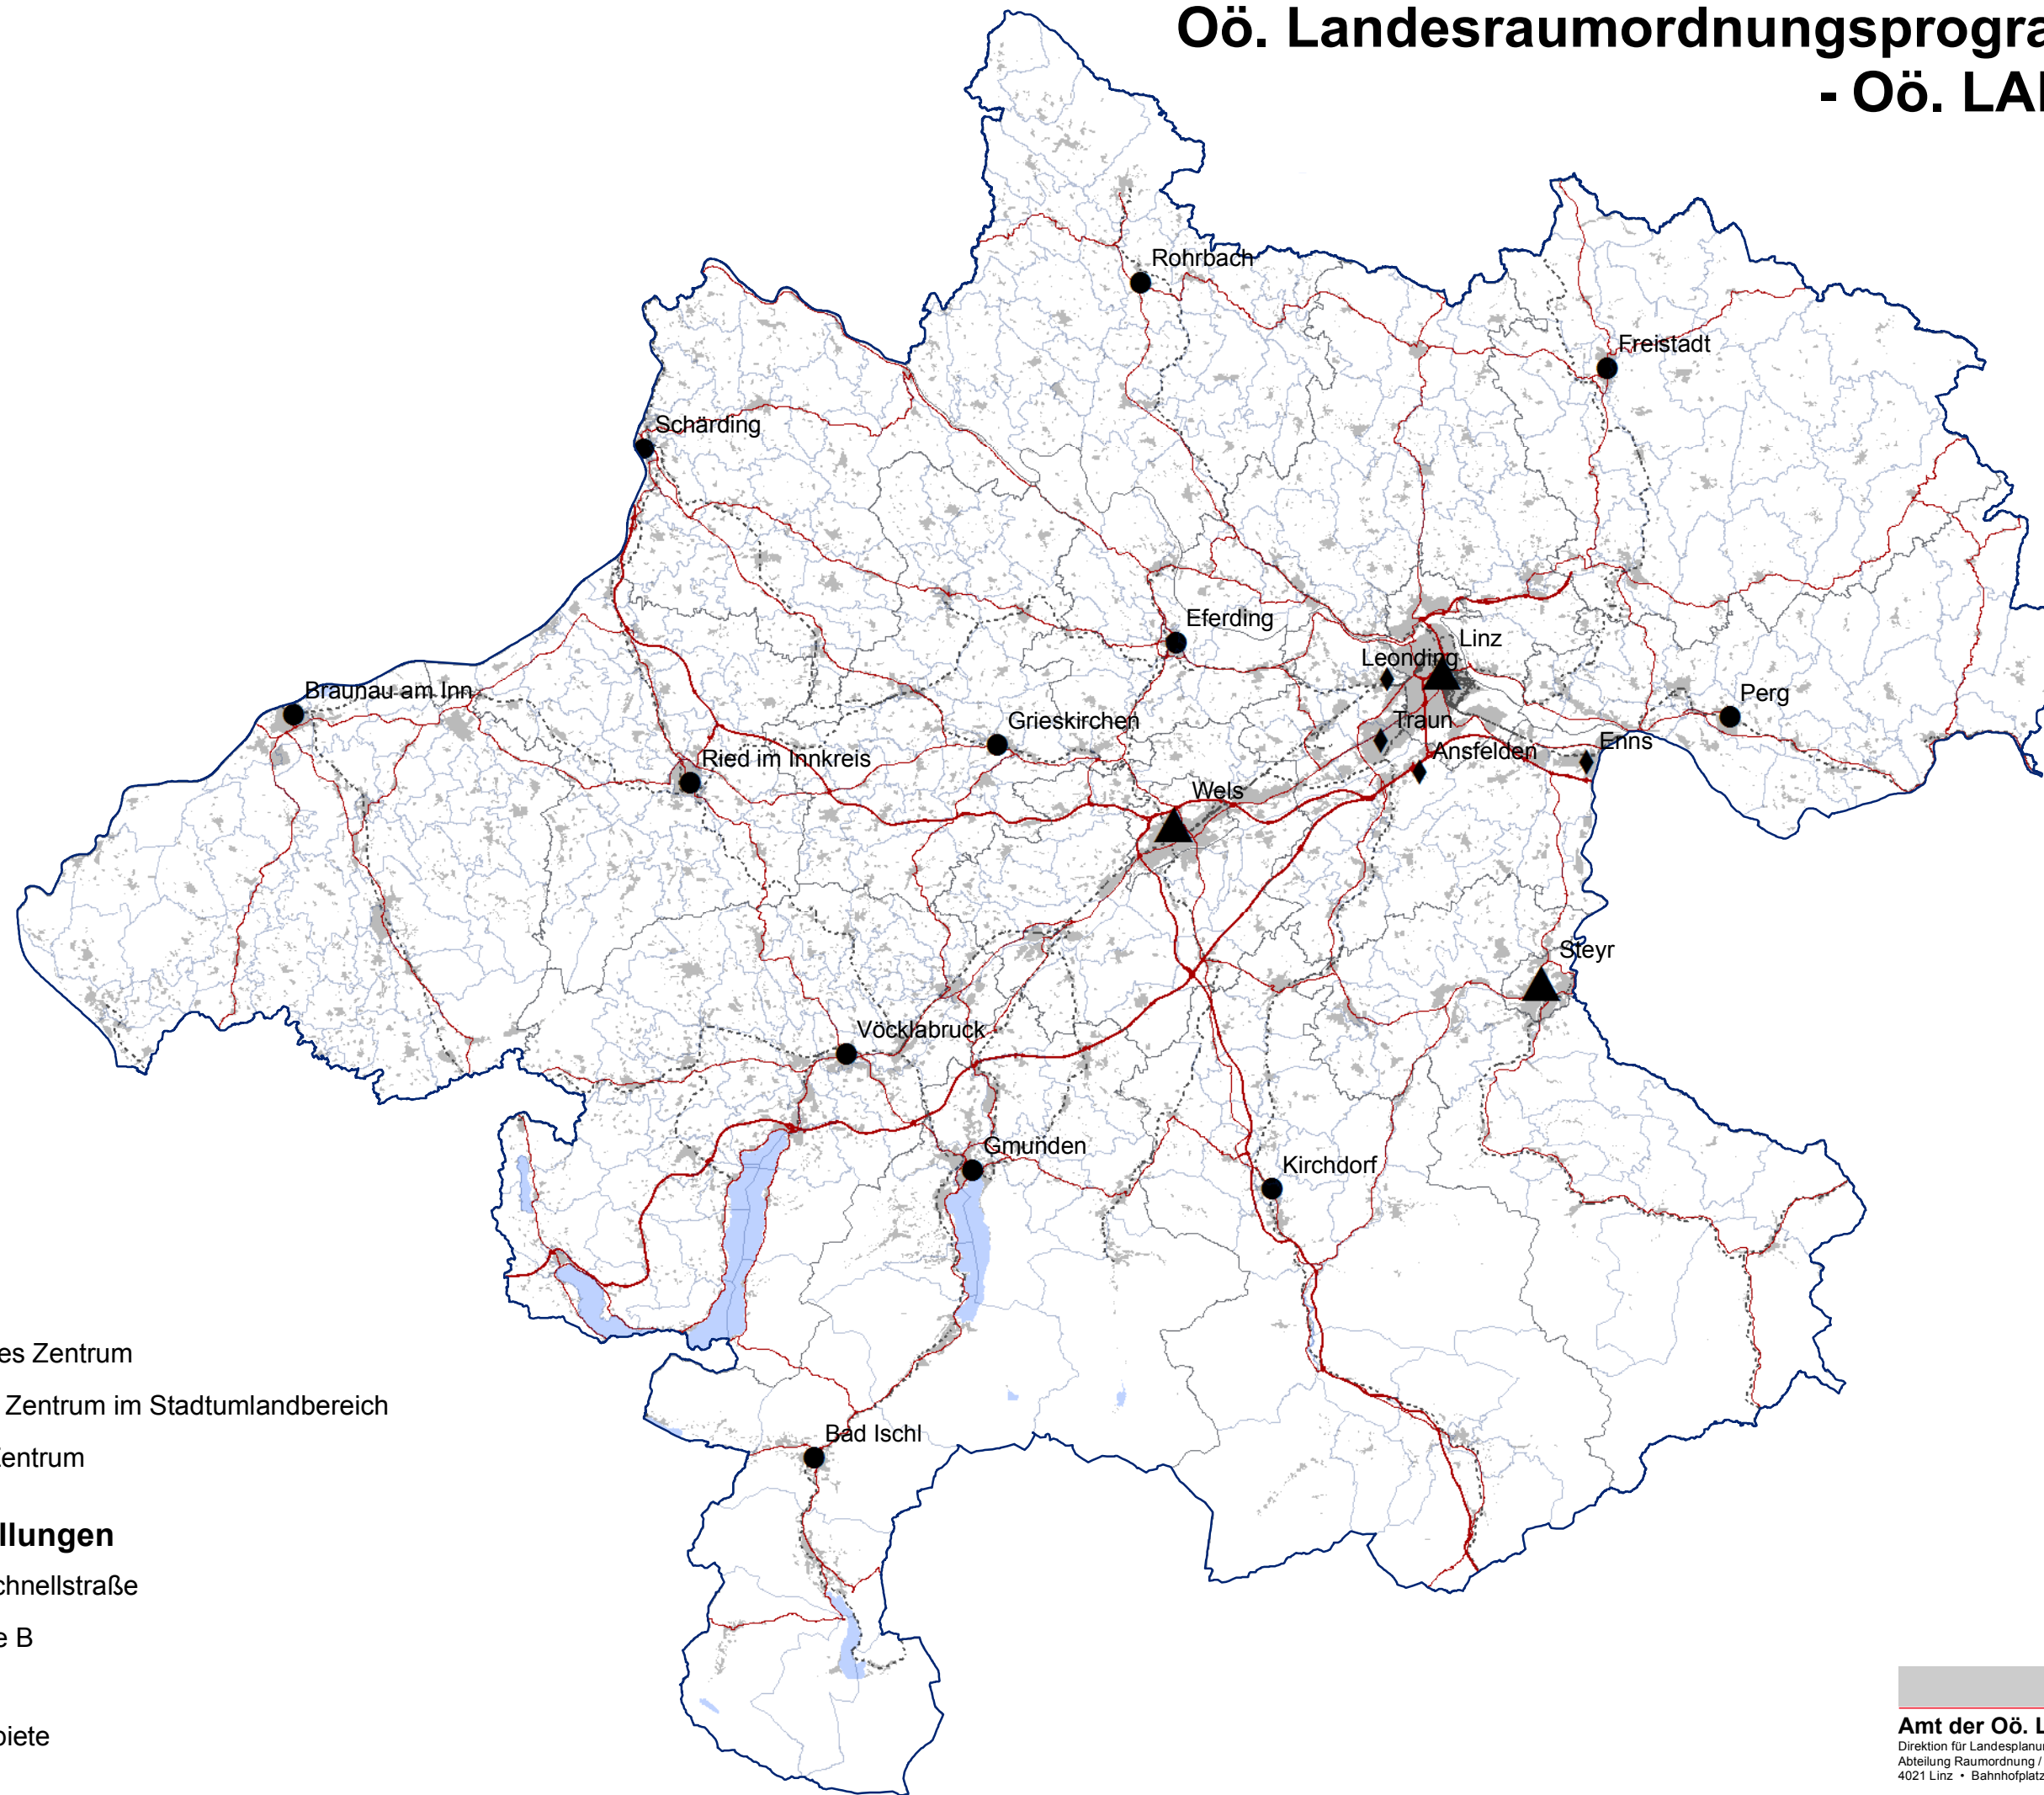 Oö. Landesraumordnungsprogra
- Oö. LA
Rohrbach
Freistadt
Schärding
Eferding
Linz
Leonding
Braunau am Inn
Perg
Grieskirchen
Traun
Enns
Ansfelden
Ried im Innkreis
Wels
Steyr
Vöcklabruck
Gmunden
Kirchdorf
Bad Ischl
es Zentrum
Zentrum im Stadtumlandbereich
Zentrum
llungen
chnellstraße
e B
biete
Amt der Oö. L
Direktion für Landesplanu
Abteilung Raumordnung /
4021 Linz • Bahnhofplatz